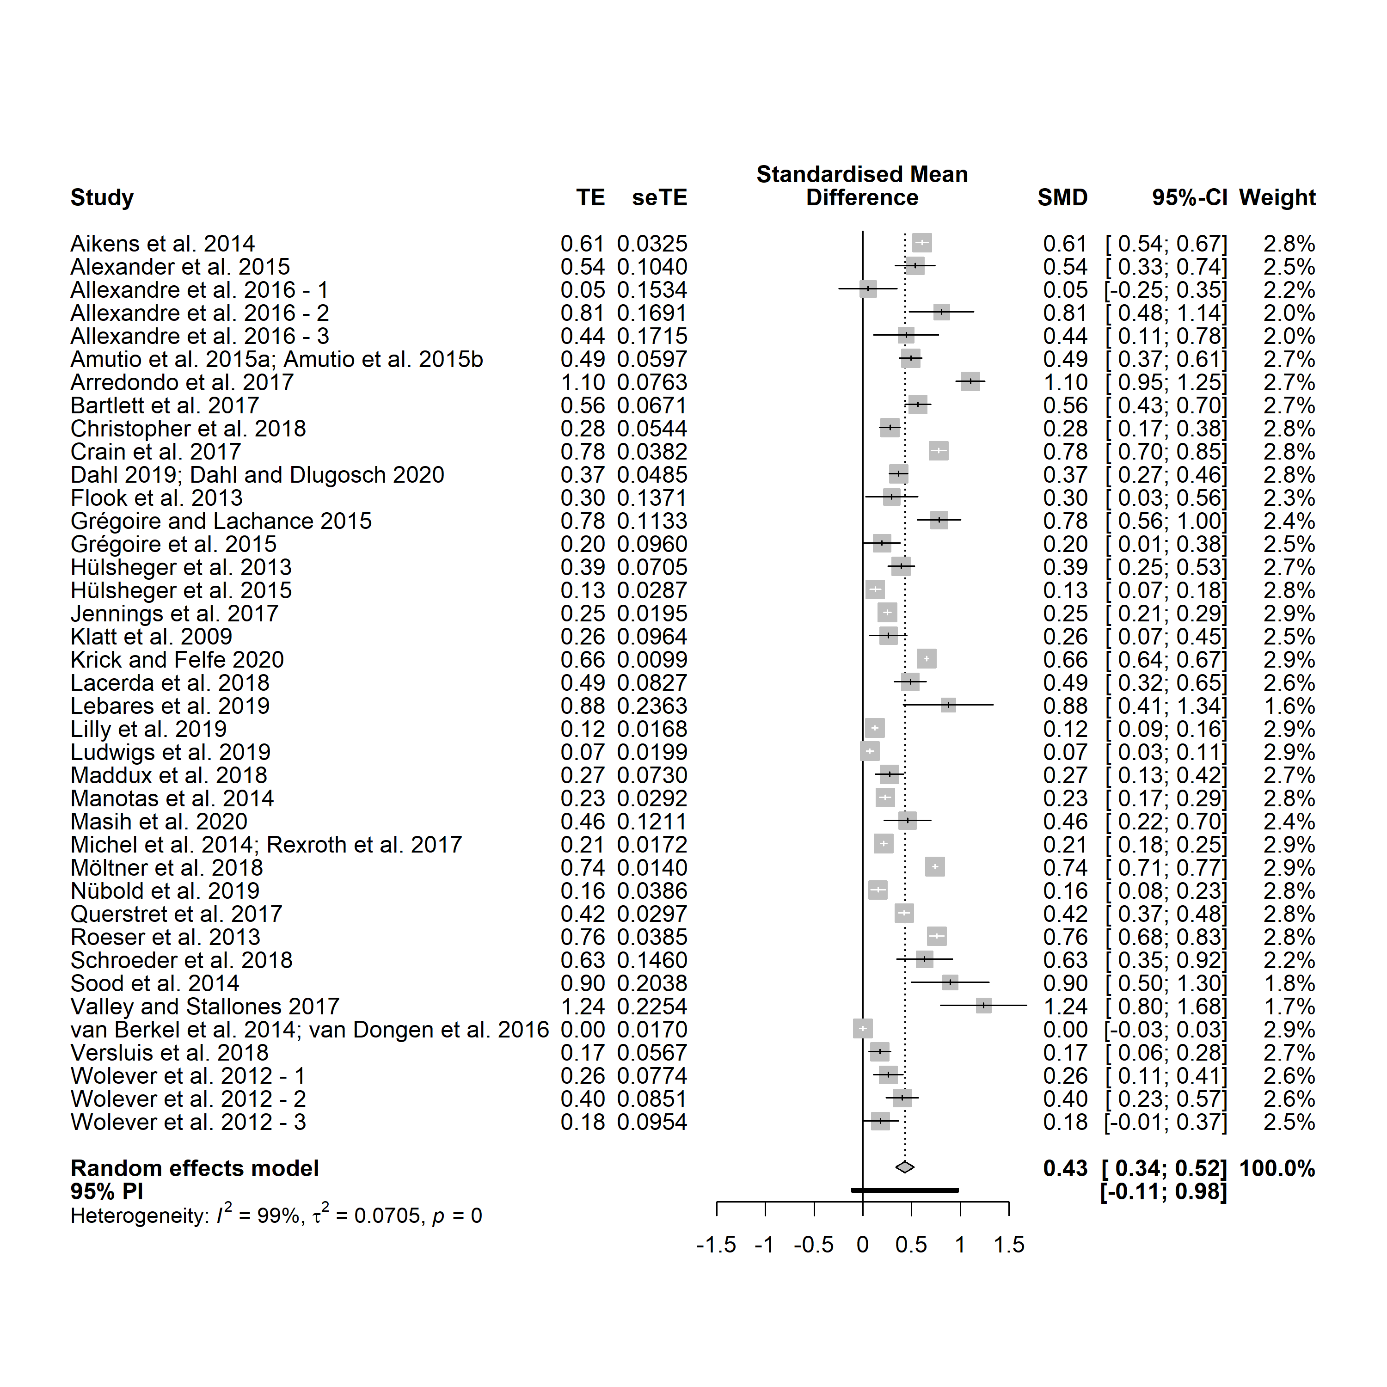 Standardised Mean
Study TE seTE Difference SMD 95%-CI Weight
Aikens et al. 2014 0.61 0.0325 0.61 [ 0.54; 0.67] 2.8%
Alexander et al. 2015 0.54 0.1040 0.54 [ 0.33; 0.74] 2.5%
Allexandre et al. 2016 - 1 0.05 0.1534 0.05 [-0.25; 0.35] 2.2%
Allexandre et al. 2016 - 2 0.81 0.1691 0.81 [ 0.48; 1.14] 2.0%
Allexandre et al. 2016 - 3 0.44 0.1715 0.44 [ 0.11; 0.78] 2.0%
Amutio et al. 2015a; Amutio et al. 2015b 0.49 0.0597 0.49 [ 0.37; 0.61] 2.7%
Arredondo et al. 2017 1.10 0.0763 1.10 [ 0.95; 1.25] 2.7%
Bartlett et al. 2017 0.56 0.0671 0.56 [ 0.43; 0.70] 2.7%
Christopher et al. 2018 0.28 0.0544 0.28 [ 0.17; 0.38] 2.8%
Crain et al. 2017 0.78 0.0382 0.78 [ 0.70; 0.85] 2.8%
Dahl 2019; Dahl and Dlugosch 2020 0.37 0.0485 0.37 [ 0.27; 0.46] 2.8%
Flook et al. 2013 0.30 0.1371 0.30 [ 0.03; 0.56] 2.3%
Grégoire and Lachance 2015 0.78 0.1133 0.78 [ 0.56; 1.00] 2.4%
Grégoire et al. 2015 0.20 0.0960 0.20 [ 0.01; 0.38] 2.5%
Hülsheger et al. 2013 0.39 0.0705 0.39 [ 0.25; 0.53] 2.7%
Hülsheger et al. 2015 0.13 0.0287 0.13 [ 0.07; 0.18] 2.8%
Jennings et al. 2017 0.25 0.0195 0.25 [ 0.21; 0.29] 2.9%
Klatt et al. 2009 0.26 0.0964 0.26 [ 0.07; 0.45] 2.5%
Krick and Felfe 2020 0.66 0.0099 0.66 [ 0.64; 0.67] 2.9%
Lacerda et al. 2018 0.49 0.0827 0.49 [ 0.32; 0.65] 2.6%
Lebares et al. 2019 0.88 0.2363 0.88 [ 0.41; 1.34] 1.6%
Lilly et al. 2019 0.12 0.0168 0.12 [ 0.09; 0.16] 2.9%
Ludwigs et al. 2019 0.07 0.0199 0.07 [ 0.03; 0.11] 2.9%
Maddux et al. 2018 0.27 0.0730 0.27 [ 0.13; 0.42] 2.7%
Manotas et al. 2014 0.23 0.0292 0.23 [ 0.17; 0.29] 2.8%
Masih et al. 2020 0.46 0.1211 0.46 [ 0.22; 0.70] 2.4%
Michel et al. 2014; Rexroth et al. 2017 0.21 0.0172 0.21 [ 0.18; 0.25] 2.9%
Möltner et al. 2018 0.74 0.0140 0.74 [ 0.71; 0.77] 2.9%
Nübold et al. 2019 0.16 0.0386 0.16 [ 0.08; 0.23] 2.8%
Querstret et al. 2017 0.42 0.0297 0.42 [ 0.37; 0.48] 2.8%
Roeser et al. 2013 0.76 0.0385 0.76 [ 0.68; 0.83] 2.8%
Schroeder et al. 2018 0.63 0.1460 0.63 [ 0.35; 0.92] 2.2%
Sood et al. 2014 0.90 0.2038 0.90 [ 0.50; 1.30] 1.8%
Valley and Stallones 2017 1.24 0.2254 1.24 [ 0.80; 1.68] 1.7%
van Berkel et al. 2014; van Dongen et al. 2016 0.00 0.0170 0.00 [-0.03; 0.03] 2.9%
Versluis et al. 2018 0.17 0.0567 0.17 [ 0.06; 0.28] 2.7%
Wolever et al. 2012 - 1 0.26 0.0774 0.26 [ 0.11; 0.41] 2.6%
Wolever et al. 2012 - 2 0.40 0.0851 0.40 [ 0.23; 0.57] 2.6%
Wolever et al. 2012 - 3 0.18 0.0954 0.18 [-0.01; 0.37] 2.5%
Random effects model 0.43 [ 0.34; 0.52] 100.0%
95% PI [-0.11; 0.98]
Heterogeneity: I² = 99%, τ² = 0.0705, p = 0
-1.5 -1 -0.5 0 0.5 1 1.5